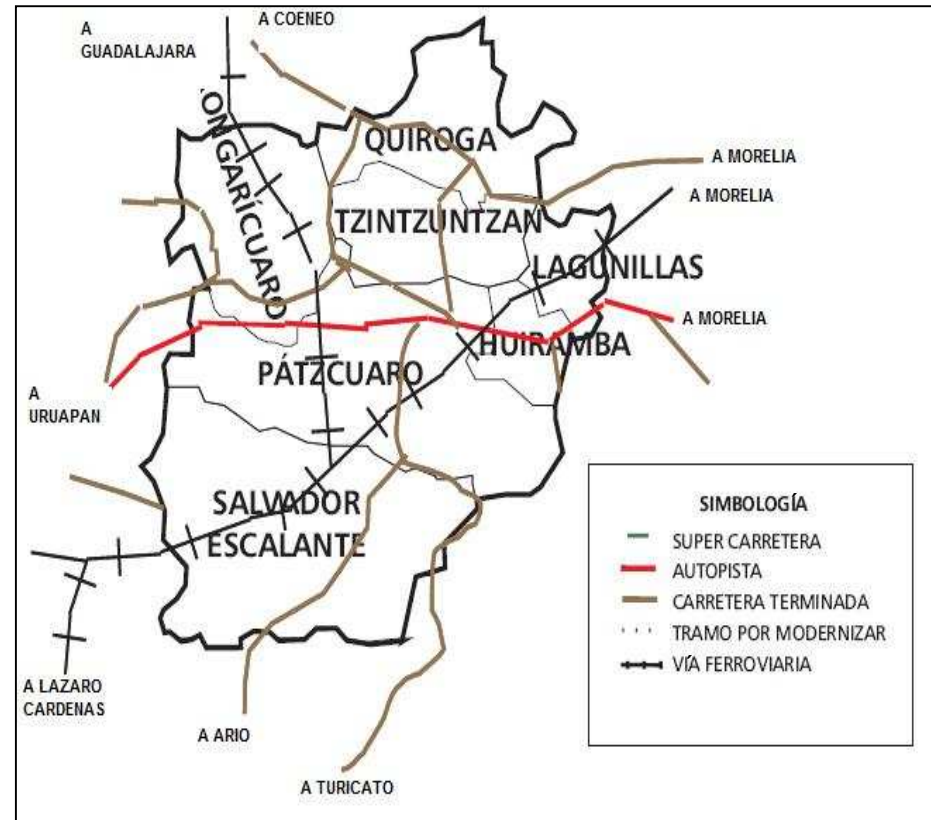 A
GUADALAJARA
A COENEO
QUIROGA
A MORELIA
A MORELIA
OMGARÍCUARO
TZINTZUNTZAN
LAGUNILLAS
A MORELIA
HUIRAMBA
PÁTZCUARO
A
URUAPAN
SALVADOR
ESCALANTE
A LAZARO
CARDENAS
A ARIO
A TURICATO
SIMBOLOGÍA
SUPER CARRETERA
AUTOPISTA
CARRETERA TERMINADA
TRAMO POR MODERNIZAR
VÍA FERROVIARIA